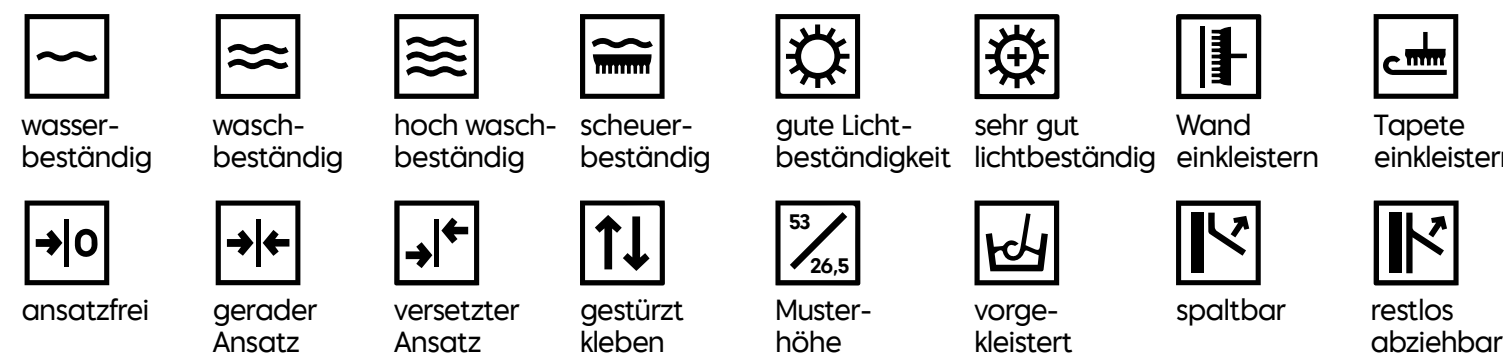 wasser-
beständig
wasch-
beständig
hoch wasch-
beständig
scheuer-
beständig
gute Licht-
beständigkeit
sehr gut
lichtbeständig
Wand
einkleistern
Tapete
einkleistern
0
ansatzfrei
gerader
Ansatz
versetzter
Ansatz
gestürzt
kleben
53
26,5
Muster-
höhe
vorge-
kleistert
spaltbar
restlos
abziehbar